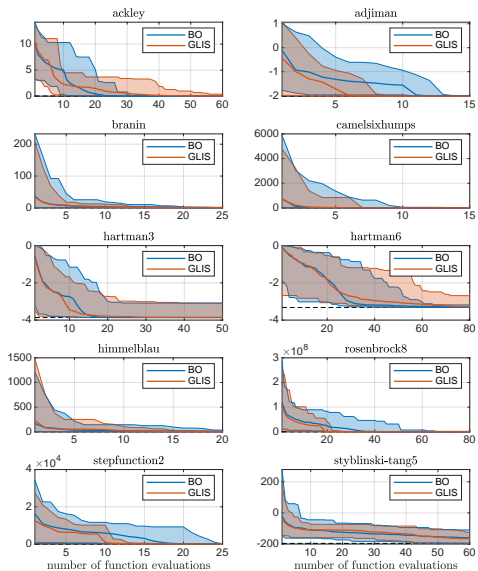 ackley
adjiman
10
5
0
BO
GLIS
10 20 30 40 50 60
1
0
-1
-2
BO
GLIS
5 10 15
branin
camelsixhumps
200
100
0
BO
GLIS
5 10 15 20 25
6000
4000
2000
0
BO
GLIS
5 10 15
hartman3
hartman6
0
-2
-4
BO
GLIS
10 20 30 40 50
0
-2
-4
BO
GLIS
20 40 60 80
himmelblau
rosenbrock8
1500
1000
500
0
BO
GLIS
5 10 15 20
×10⁸
3
2
1
0
BO
GLIS
20 40 60 80
stepfunction2
styblinski-tang5
×10⁴
4
2
0
BO
GLIS
5 10 15 20 25
number of function evaluations
200
0
-200
BO
GLIS
10 20 30 40 50 60
number of function evaluations